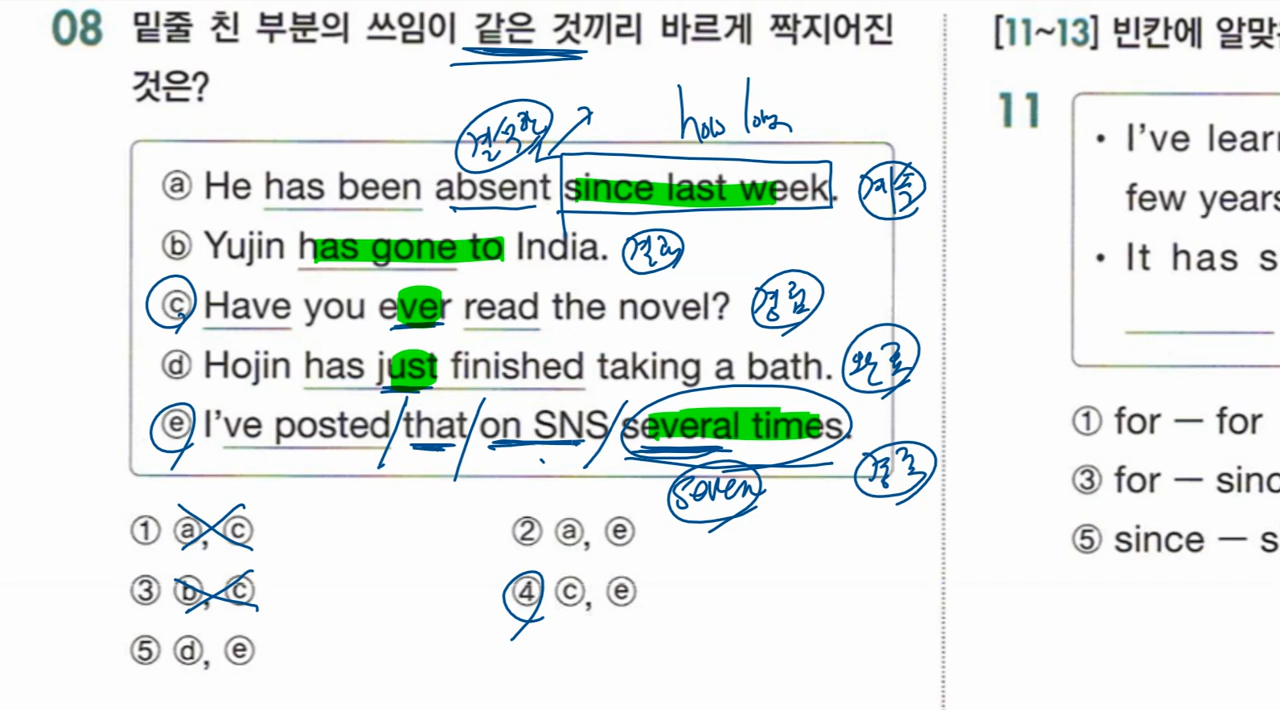 08 밑줄 친 부분의 쓰임이 같은 것끼리 바르게 짝지어진
것은?
how long
결석한
ⓐ He has been absent since last week. 지속
ⓑ Yujin has gone to India. 결과
ⓒ Have you ever read the novel? 경험
ⓓ Hojin has just finished taking a bath. 완료
ⓔ I've posted that on SNS several times.
seven
① ⓐ, ⓒ
② ⓐ, ⓔ
③ ⓑ, ⓒ
④ ⓒ, ⓔ
⑤ ⓓ, ⓔ
[11~13] 빈칸에 알맞
11
• I've learn
few years
• It has s
① for — for
③ for — sinc
⑤ since — s